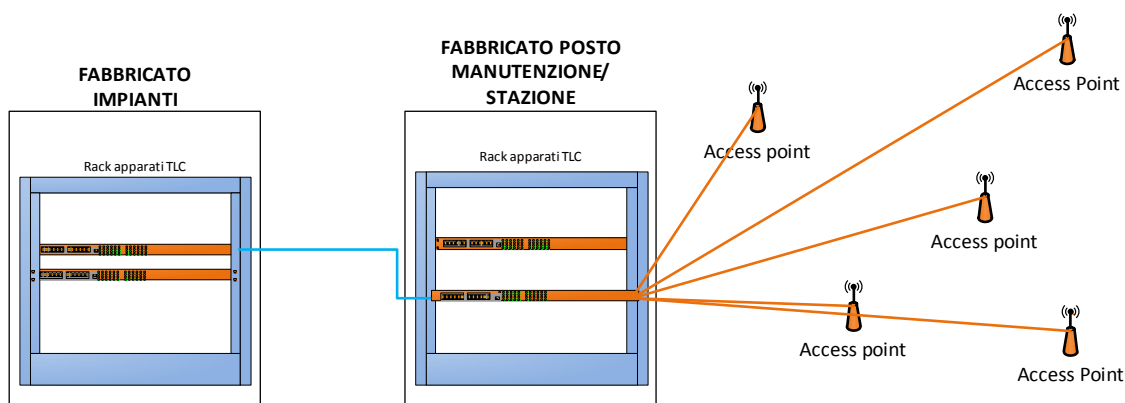 FABBRICATO
IMPIANTI
Rack apparati TLC
FABBRICATO POSTO
MANUTENZIONE/
STAZIONE
Rack apparati TLC
Access point
Access Point
Access point
Access point
Access Point